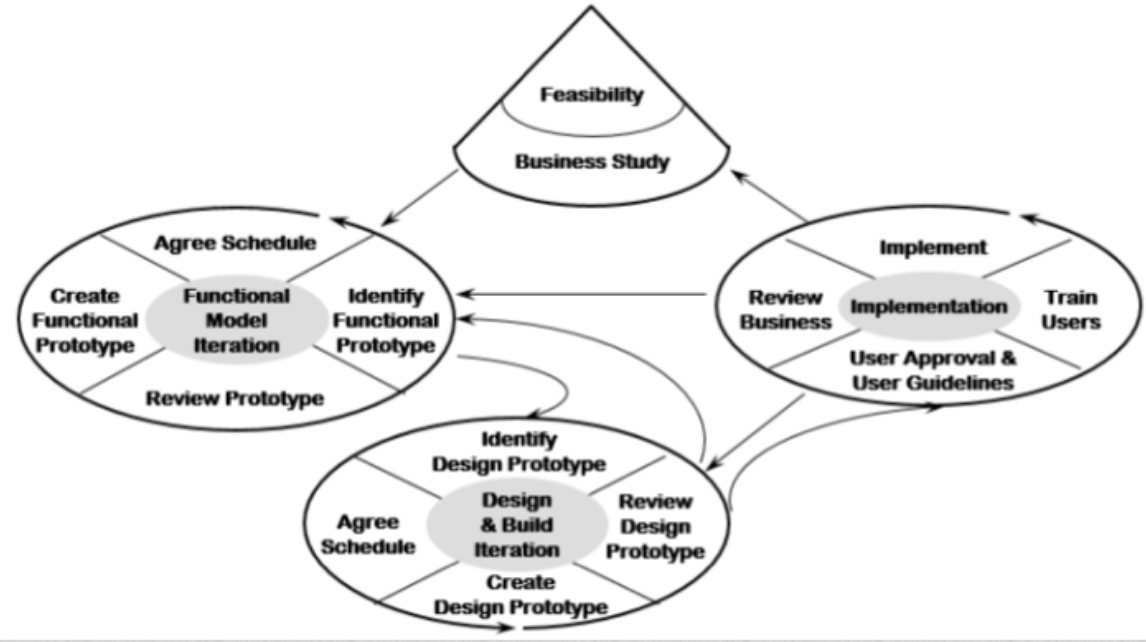 Feasibility
Business Study
Agree Schedule
Create
Functional
Prototype
Functional
Model
Iteration
Identify
Functional
Prototype
Review Prototype
Implement
Review
Business
Implementation
Train
Users
User Approval &
User Guidelines
Identify
Design Prototype
Agree
Schedule
Design
& Build
Iteration
Review
Design
Prototype
Create
Design Prototype